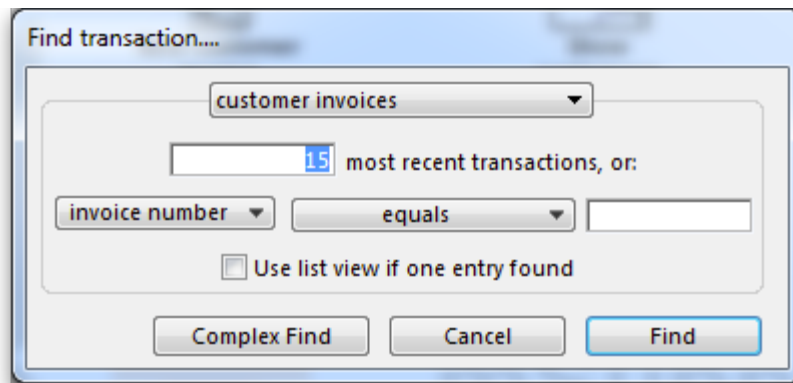 Find transaction....
customer invoices
15 most recent transactions, or:
invoice number equals
Use list view if one entry found
Complex Find Cancel Find